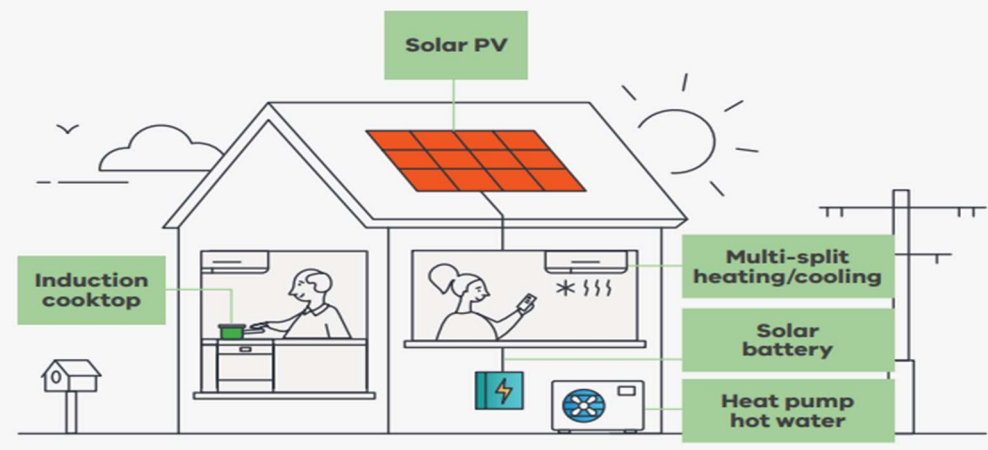 Solar PV
Induction
cooktop
Multi-split
heating/cooling
Solar
battery
Heat pump
hot water